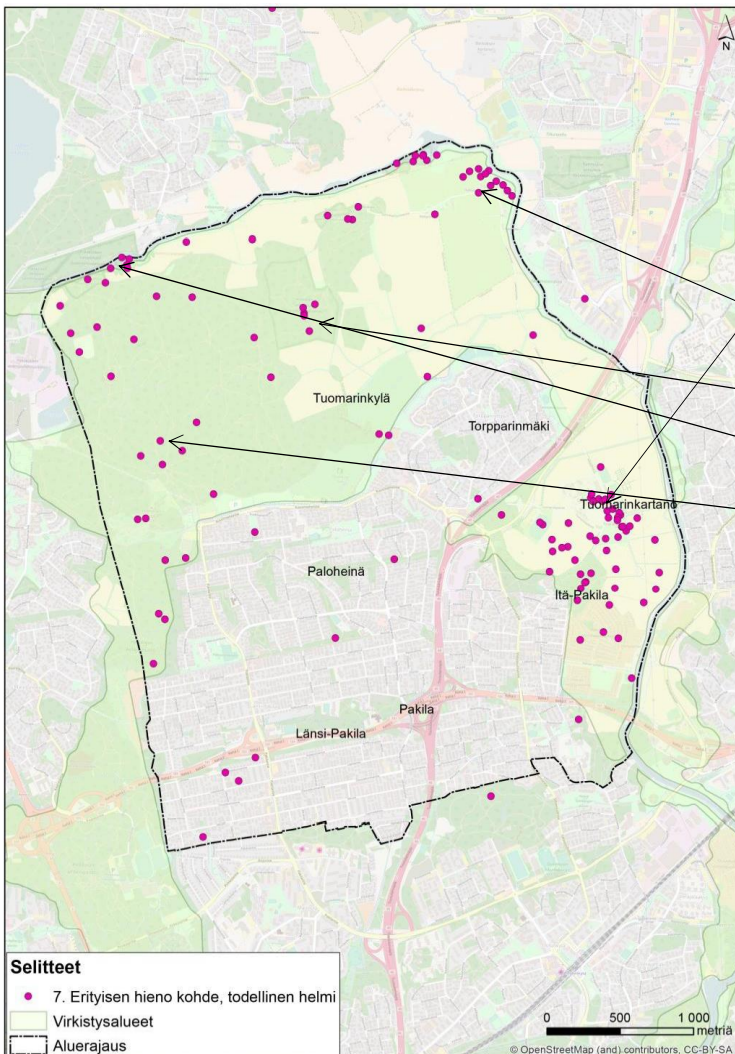 N
Tuomarinkylä
Torpparinmäki
Tuomarinkartano
Paloheinä
Itä-Pakila
Pakila
Länsi-Pakila
Selitteet
7. Erityisen hieno kohde, todellinen helmi
Virkistysalueet
Aluerajaus
0 500 1 000
metriä
© OpenStreetMap (and) contributors, CC-BY-SA